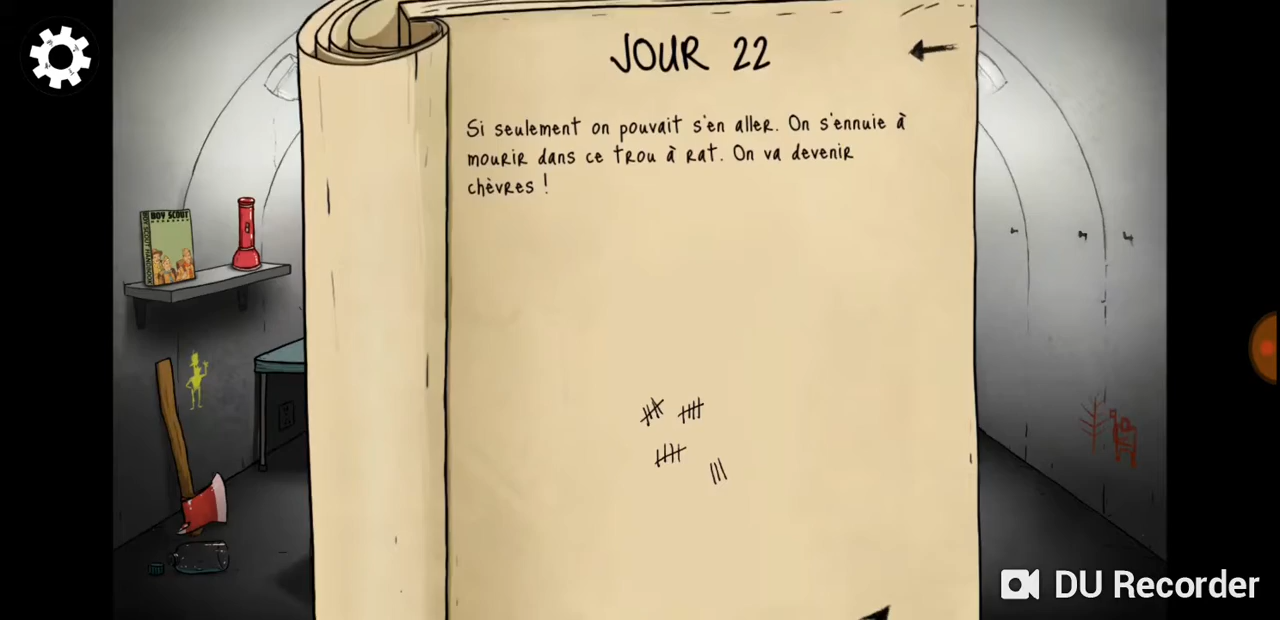 JOUR 22
Si seulement on pouvait s'en aller. On s'ennuie à
mourir dans ce trou à rat. On va devenir
chèvres !
BOY SCOUT
DU Recorder